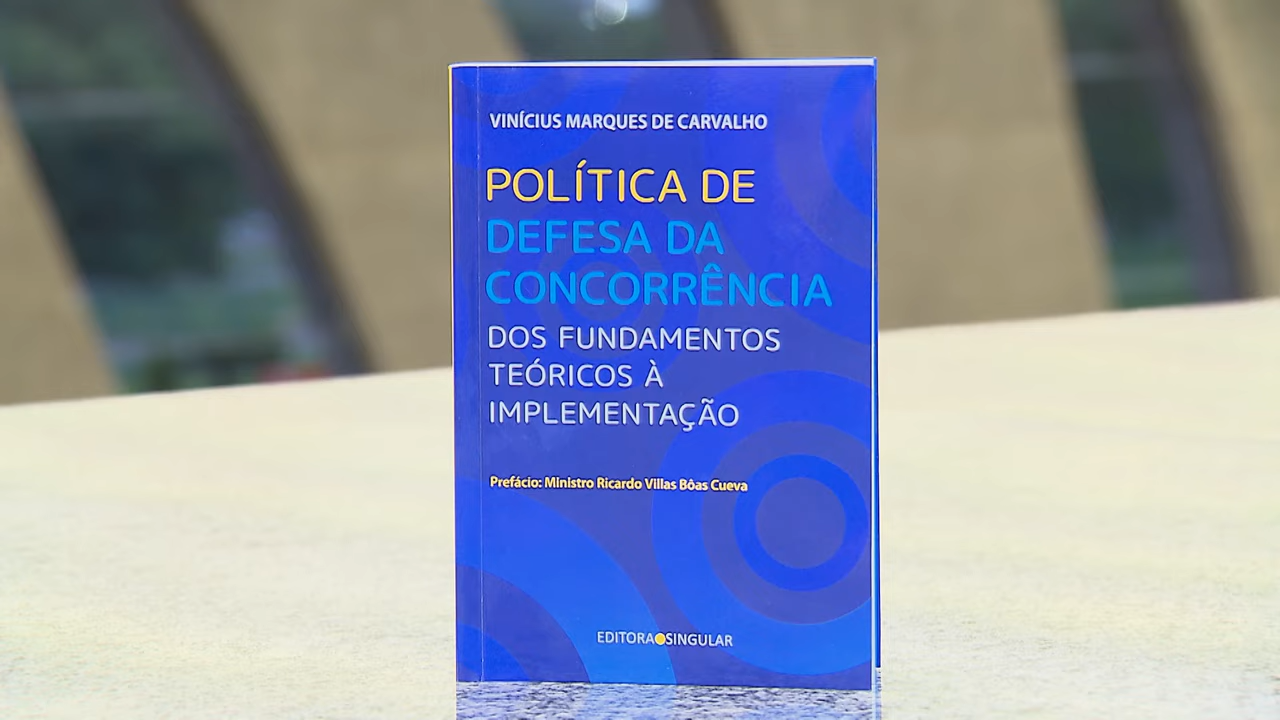 VINÍCIUS MARQUES DE CARVALHO
POLÍTICA DE
DEFESA DA
CONCORRÊNCIA
DOS FUNDAMENTOS
TEÓRICOS À
IMPLEMENTAÇÃO
Prefácio: Ministro Ricardo Villas Bôas Cueva
EDITORA SINGULAR